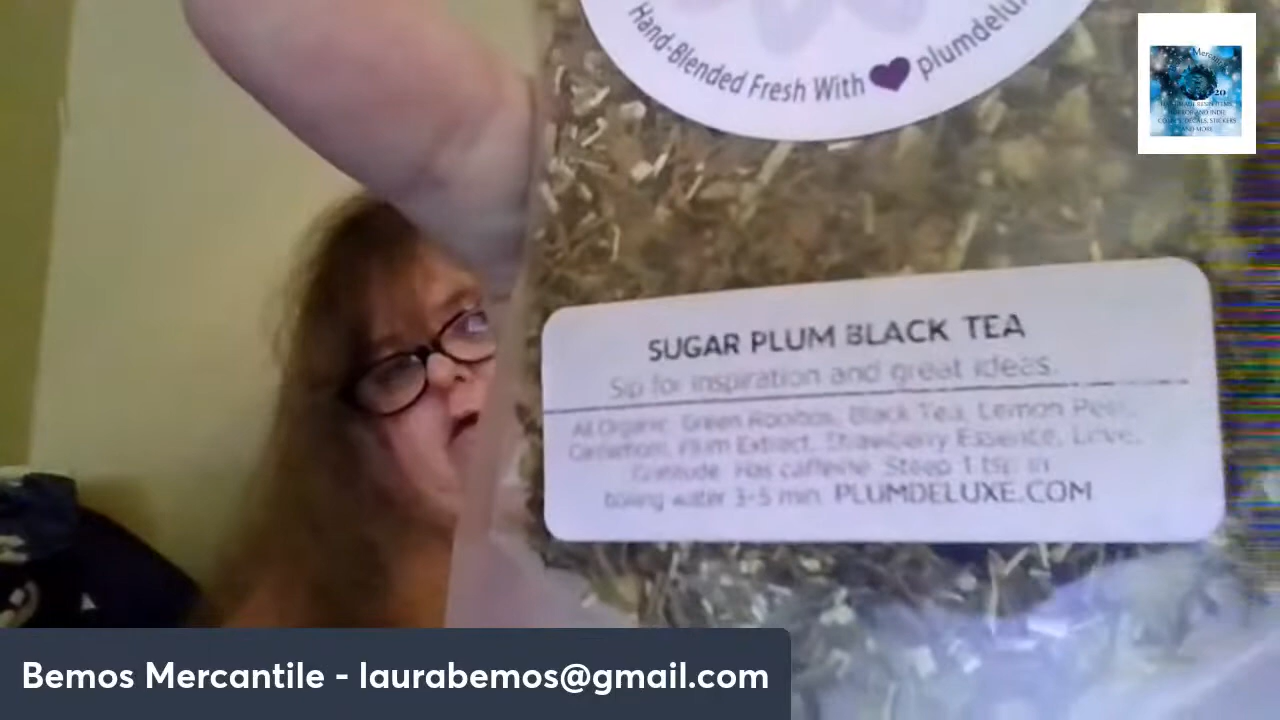 Hand-Blended Fresh With plumdelux
SUGAR PLUM BLACK TEA
Sip for inspiration and great ideas.
All Organic: Green Rooibos, Black Tea, Lemon Peel,
Cinnamon, Plum Extract, Strawberry Essence, Love,
Gratitude. Has caffeine. Steep 1 tsp in
boiling water 3-5 min. PLUMDELUXE.COM
Bemos Mercantile - laurabemos@gmail.com